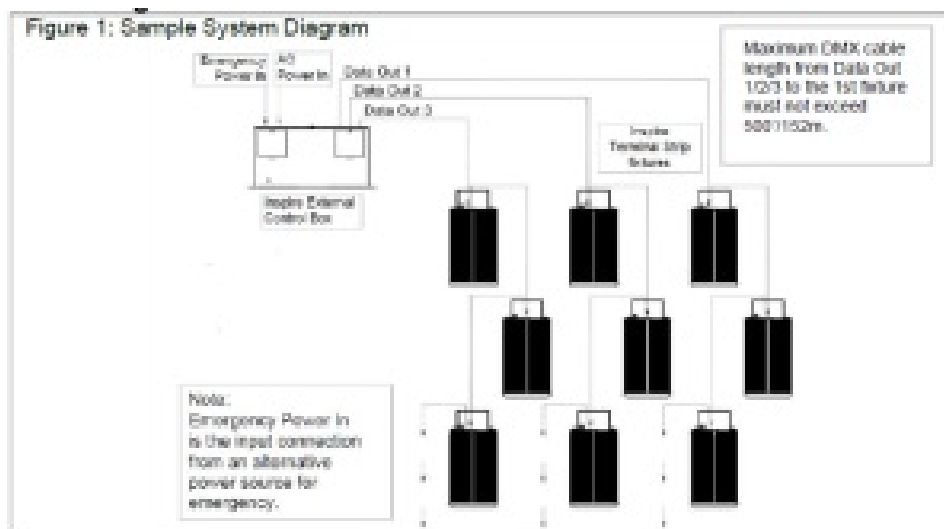 Figure 1: Sample System Diagram
Emergency
Power In
AC
Power In
Data Out 1
Data Out 2
Data Out 3
Maximum DMX cable
length from Data Out
1/2/3 to the 1st fixture
must not exceed
Inspire
Terminal Strip
fixtures
Inspire External
Control Box
Note:
Emergency Power In
is the input connection
from an alternative
power source for
emergency.